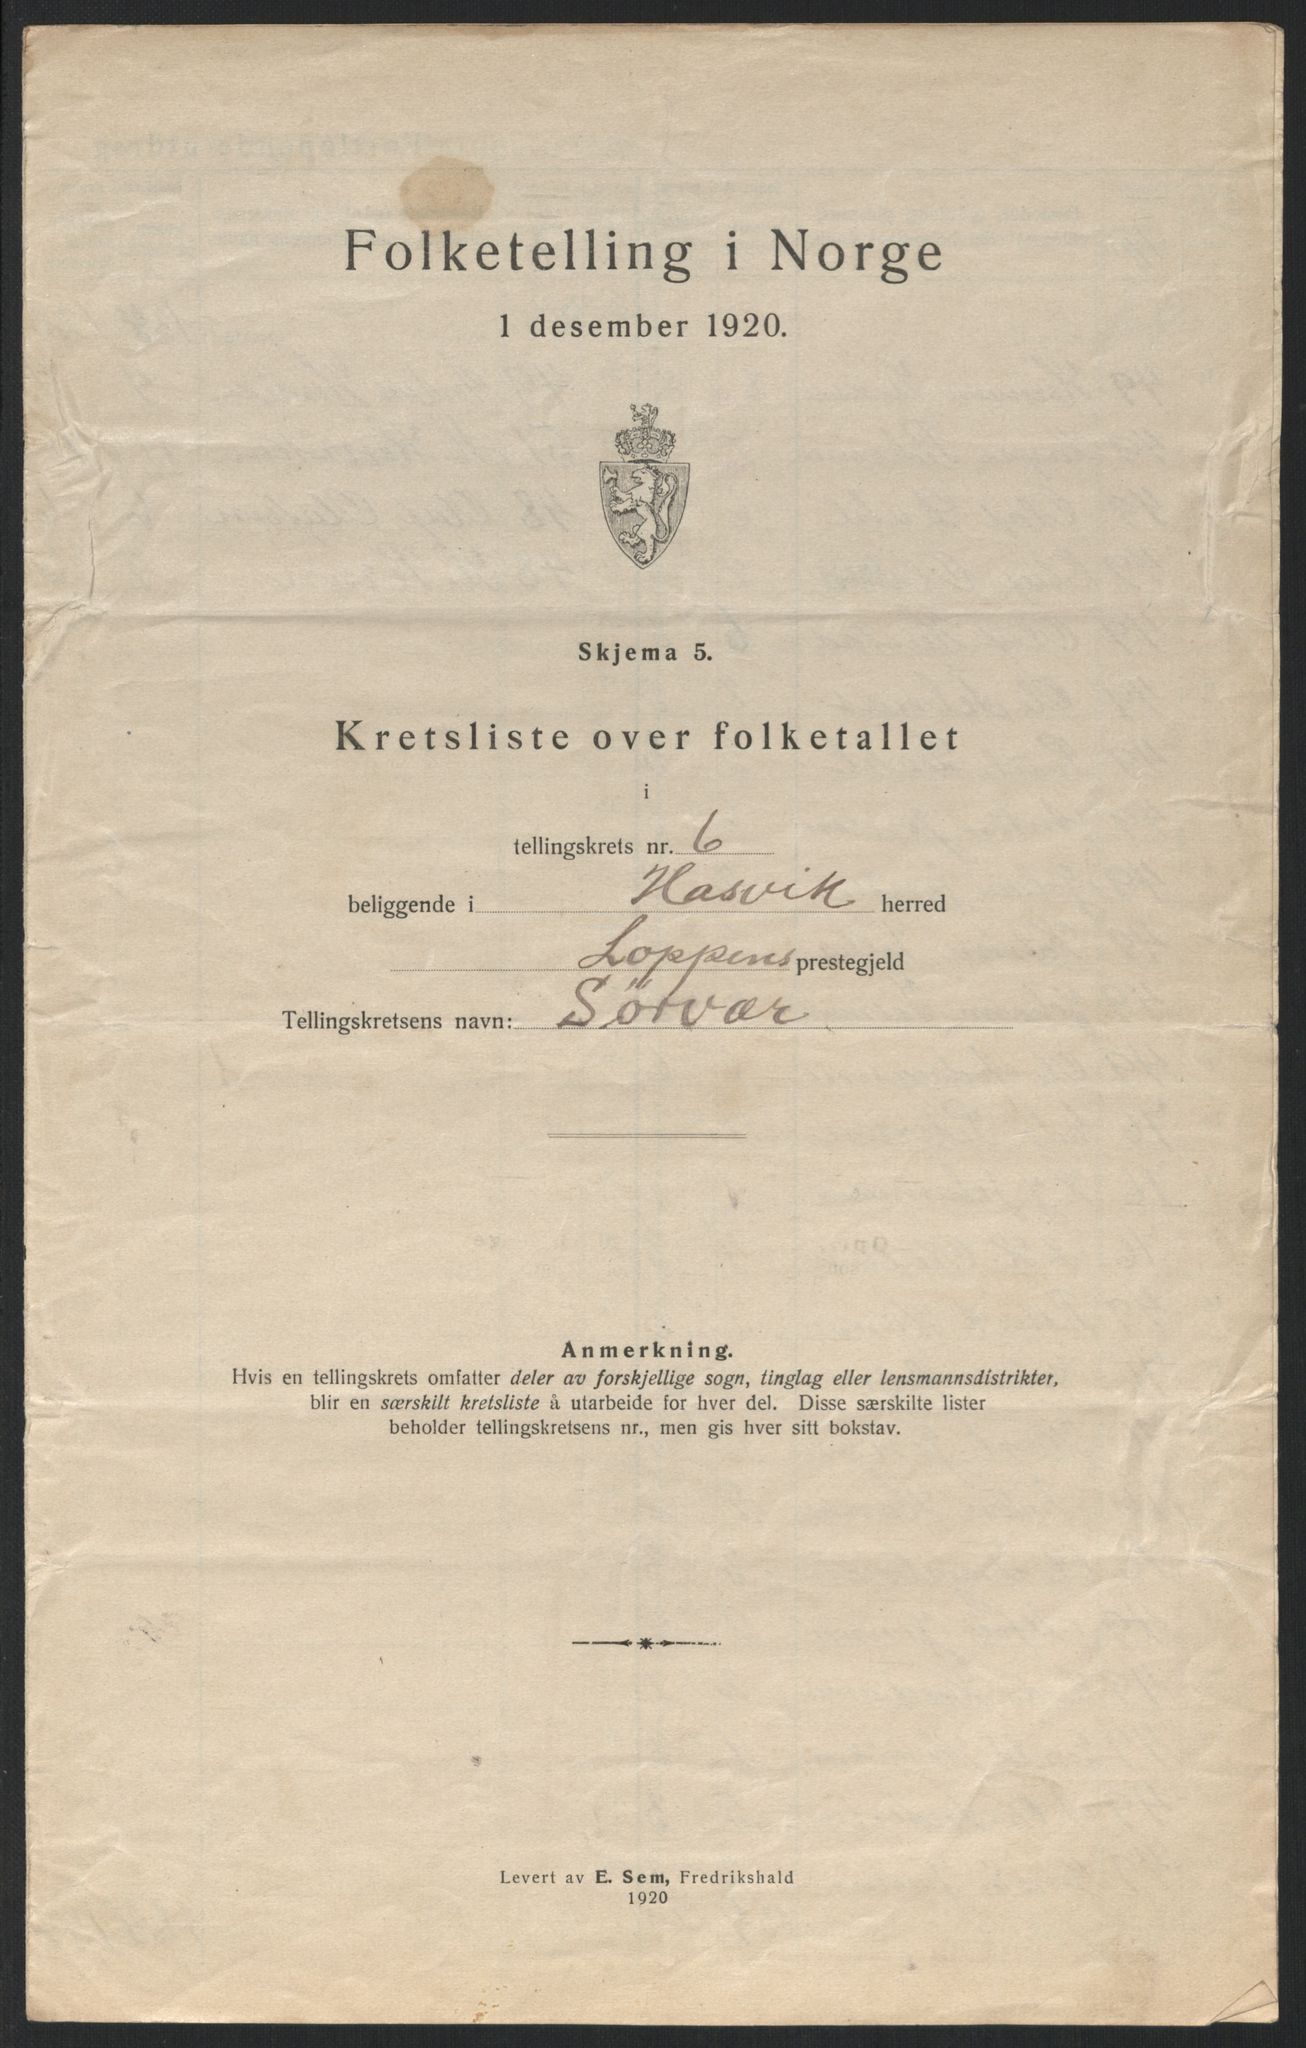 Folketelling i Norge
1 desember 1920.
Skjema 5.
Kretsliste over folketallet
i
tellingskrets nr. 6
beliggende i Hasvik herred
Loppens prestegjeld
Tellingskretsens navn: Sörvær
Anmerkning.
Hvis en tellingskrets omfatter deler av forskjellige sogn, tinglag eller lensmannsdistrikter,
blir en særskilt kretsliste å utarbeide for hver del. Disse særskilte lister
beholder tellingskretsens nr., men gis hver sitt bokstav.
Levert av E. Sem, Fredrikshald
1920